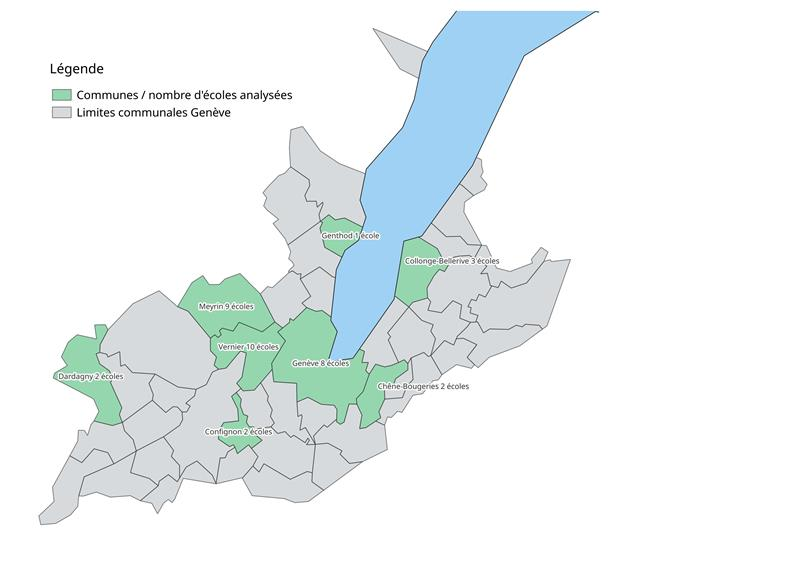 Légende
Communes / nombre d'écoles analysées
Limites communales Genève
Genthod 1 école
Collonge-Bellerive 3 écoles
Meyrin 9 écoles
Vernier 10 écoles
Genève 8 écoles
Dardagny 2 écoles
Chêne-Bougeries 2 écoles
Confignon 2 écoles